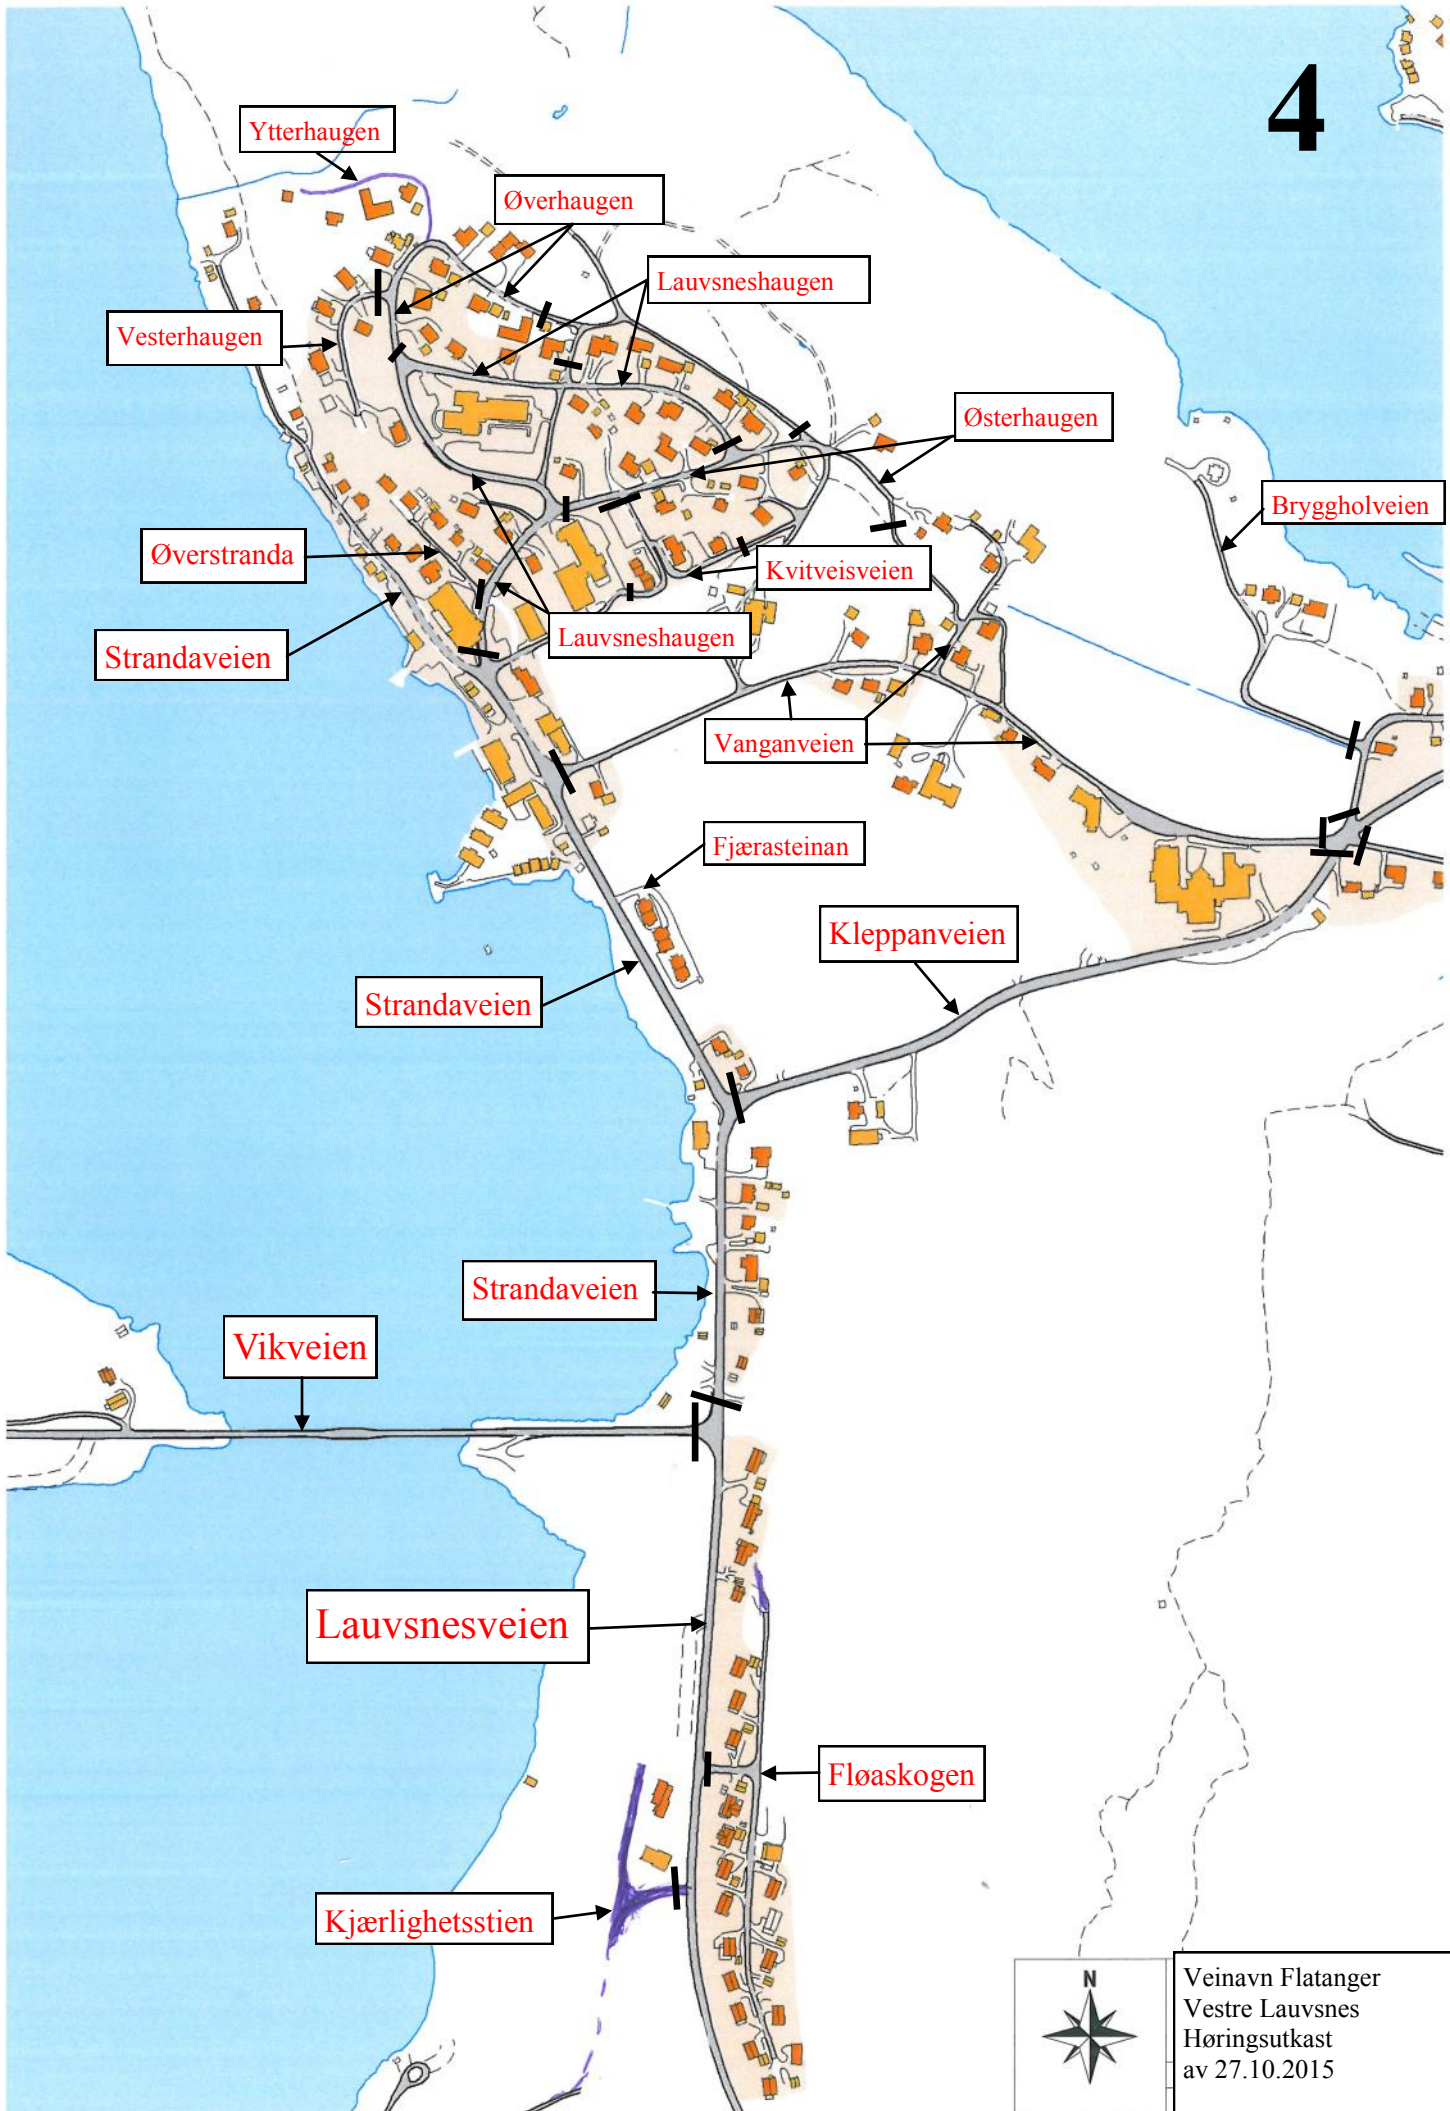 4
Ytterhaugen
Øverhaugen
Lauvsneshaugen
Vesterhaugen
Østerhaugen
Bryggholveien
Øverstranda
Kvitveisveien
Lauvsneshaugen
Strandaveien
Vanganveien
Fjærasteinan
Kleppanveien
Strandaveien
Strandaveien
Vikveien
Lauvsnesveien
Fløaskogen
Kjærlighetsstien
N
Veinavn Flatanger
Vestre Lauvsnes
Høringsutkast
av 27.10.2015